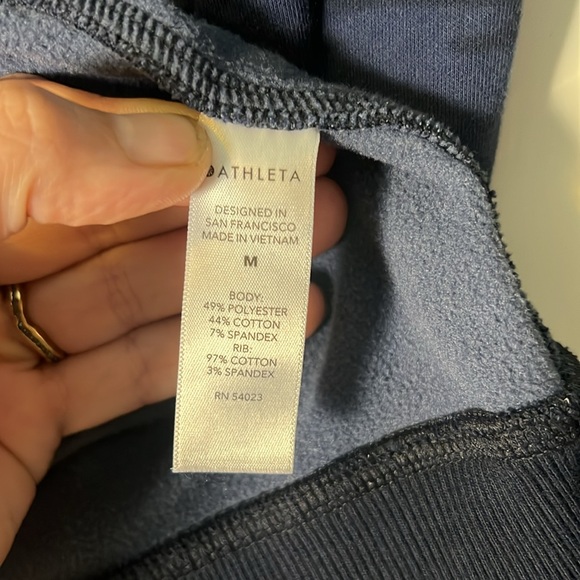 ATHLETA
DESIGNED IN
SAN FRANCISCO
MADE IN VIETNAM
M
BODY:
49% POLYESTER
44% COTTON
7% SPANDEX
RIB:
97% COTTON
3% SPANDEX
RN 54023